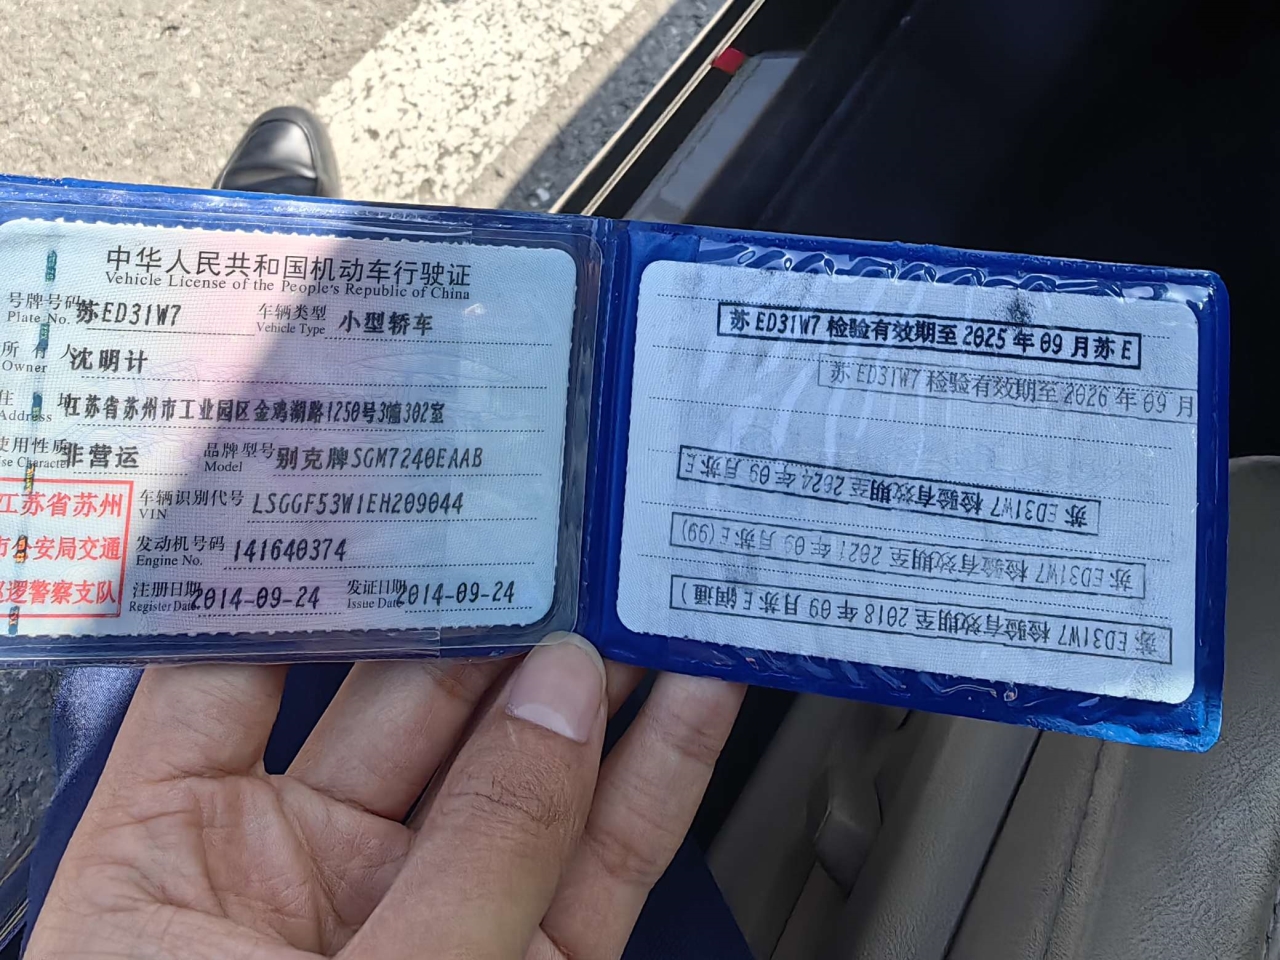 中华人民共和国机动车行驶证
Vehicle License of the People's Republic of China
号牌号码 苏ED31W7 车辆类型 小型轿车
Plate No. Vehicle Type
所有人 沈明计
Owner
住址 江苏省苏州市工业园区金鸡湖路1250号3幢302室
Address
使用性质 非营运 品牌型号 别克牌SGM7240EAAB
Use Character Model
江苏省苏州
市公安局交通
巡逻警察支队
车辆识别代号 LSGGF53W1EH209044
VIN
发动机号码 141640374
Engine No.
注册日期 2014-09-24 发证日期 2014-09-24
Register Date Issue Date
苏ED31W7 检验有效期至 2025 年 09 月苏E
苏ED31W7 检验有效期至 2026 年 09 月
苏ED31W7 检验有效期至 2024 年 09 月苏E
苏ED31W7 检验有效期至 2021 年 09 月苏E (99)
苏ED31W7 检验有效期至 2018 年 09 月苏E(润通)